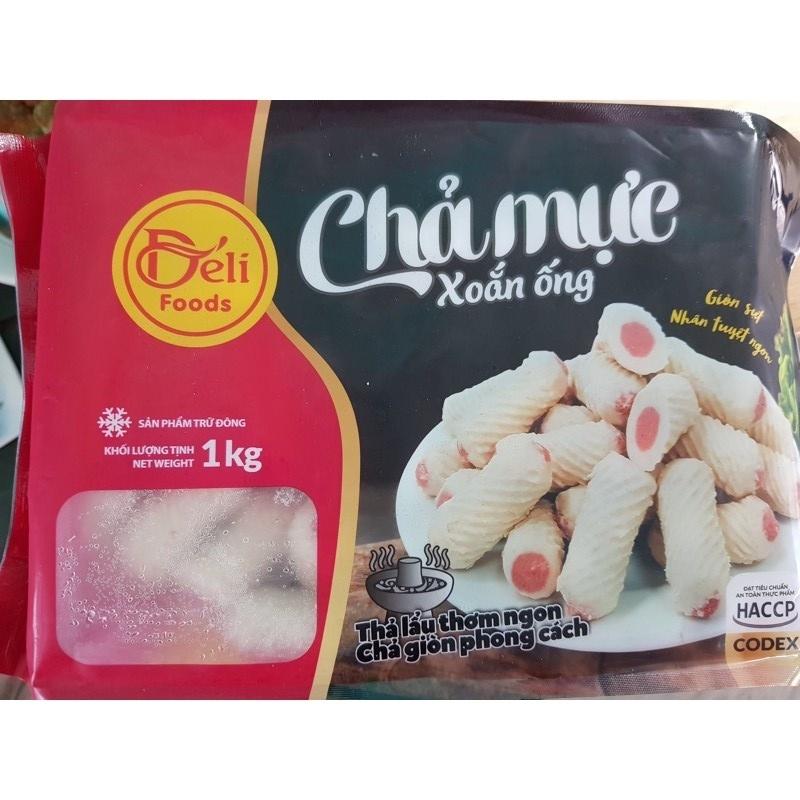 Déli
Foods
Chả mực
Xoắn ống
Giòn sựt
Nhân tuyệt ngon
SẢN PHẨM TRỮ ĐÔNG
KHỐI LƯỢNG TỊNH
NET WEIGHT 1kg
Thả lẩu thơm ngon
Chả giòn phong cách
ĐẠT TIÊU CHUẨN
AN TOÀN THỰC PHẨM
HACCP
CODEX